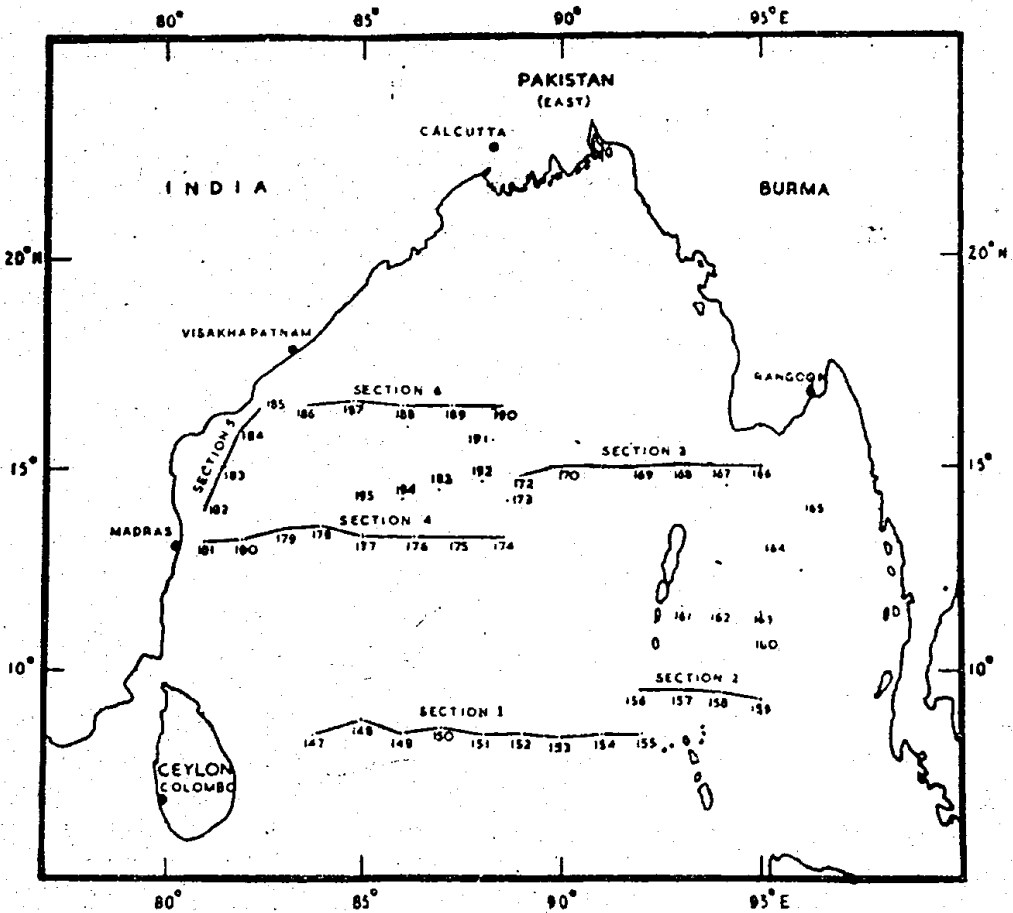 80° 85° 90° 95°E
PAKISTAN
(EAST)
CALCUTTA
INDIA
BURMA
20°N 20°N
VISAKHAPATNAM
RANGOON
SECTION 6
185 186 187 188 189 190
SECTION 5
184
191
SECTION 3
15° 15°
183
192
193
172 170 169 168 167 166
182
195 194
173
165
SECTION 4
MADRAS
181 180 179 178 177 176 175 174
164
161 162 163
160
10° 10°
SECTION 2
156 157 158 159
SECTION 1
147 148 149 150 151 152 153 154 155
CEYLON
COLOMBO
80° 85° 90° 95°E